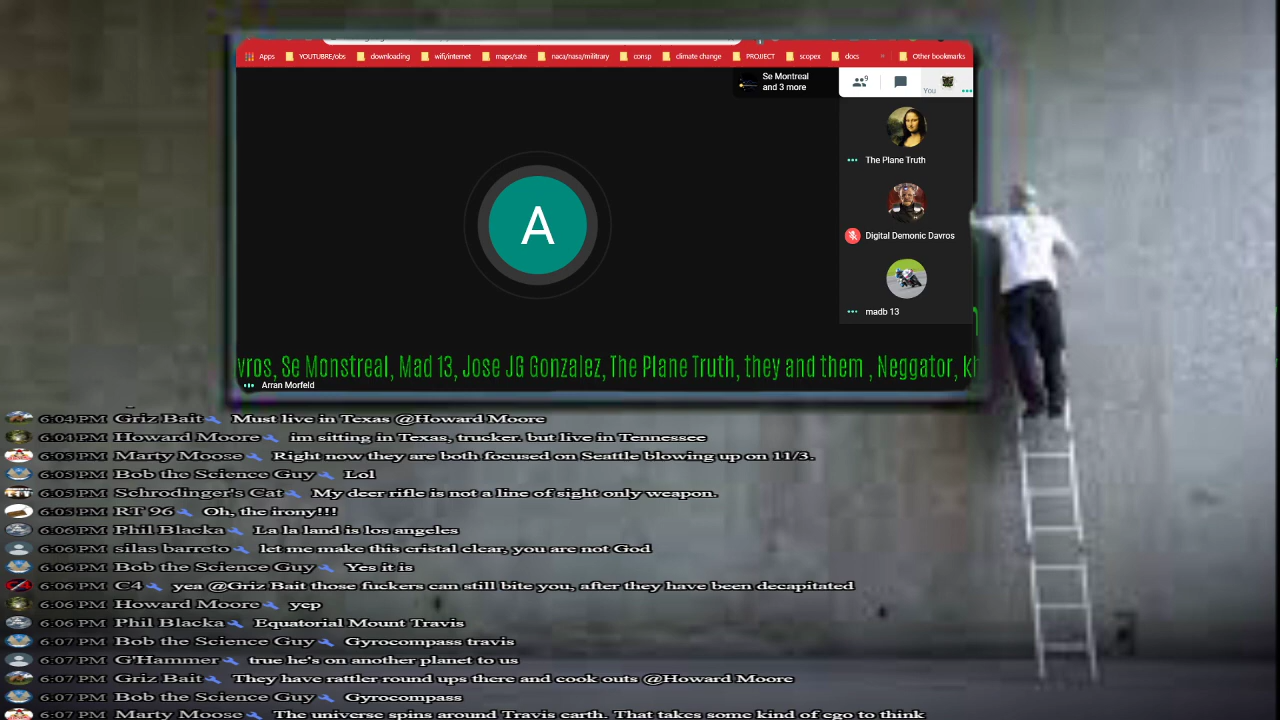 Apps YOUTUBRE/obs downloading wifi/internet maps/sate naca/nasa/militrary consp climate change PROJJECT scopex docs Other bookmarks
Se Montreal
and 3 more
9
You
The Plane Truth
Digital Demonic Davros
madb 13
A
vros, Se Monstreal, Mad 13, Jose JG Gonzalez, The Plane Truth, they and them , Neggator, kh
Arran Morfeld
6:04 PM Griz Bait Must live in Texas @Howard Moore
6:04 PM Howard Moore im sitting in Texas, trucker. but live in Tennessee
6:05 PM Marty Moose Right now they are both focused on Seattle blowing up on 11/3.
6:05 PM Bob the Science Guy Lol
6:05 PM Schrodinger's Cat My deer rifle is not a line of sight only weapon.
6:05 PM RT 96 Oh, the irony!!!
6:06 PM Phil Blacka La la land is los angeles
6:06 PM silas barreto let me make this cristal clear, you are not God
6:06 PM Bob the Science Guy Yes it is
6:06 PM C4 yea @Griz Bait those fuckers can still bite you, after they have been decapitated
6:06 PM Howard Moore yep
6:06 PM Phil Blacka Equatorial Mount Travis
6:07 PM Bob the Science Guy Gyrocompass travis
6:07 PM G'Hammer true he's on another planet to us
6:07 PM Griz Bait They have rattler round ups there and cook outs @Howard Moore
6:07 PM Bob the Science Guy Gyrocompass
6:07 PM Marty Moose The universe spins around Travis earth. That takes some kind of ego to think